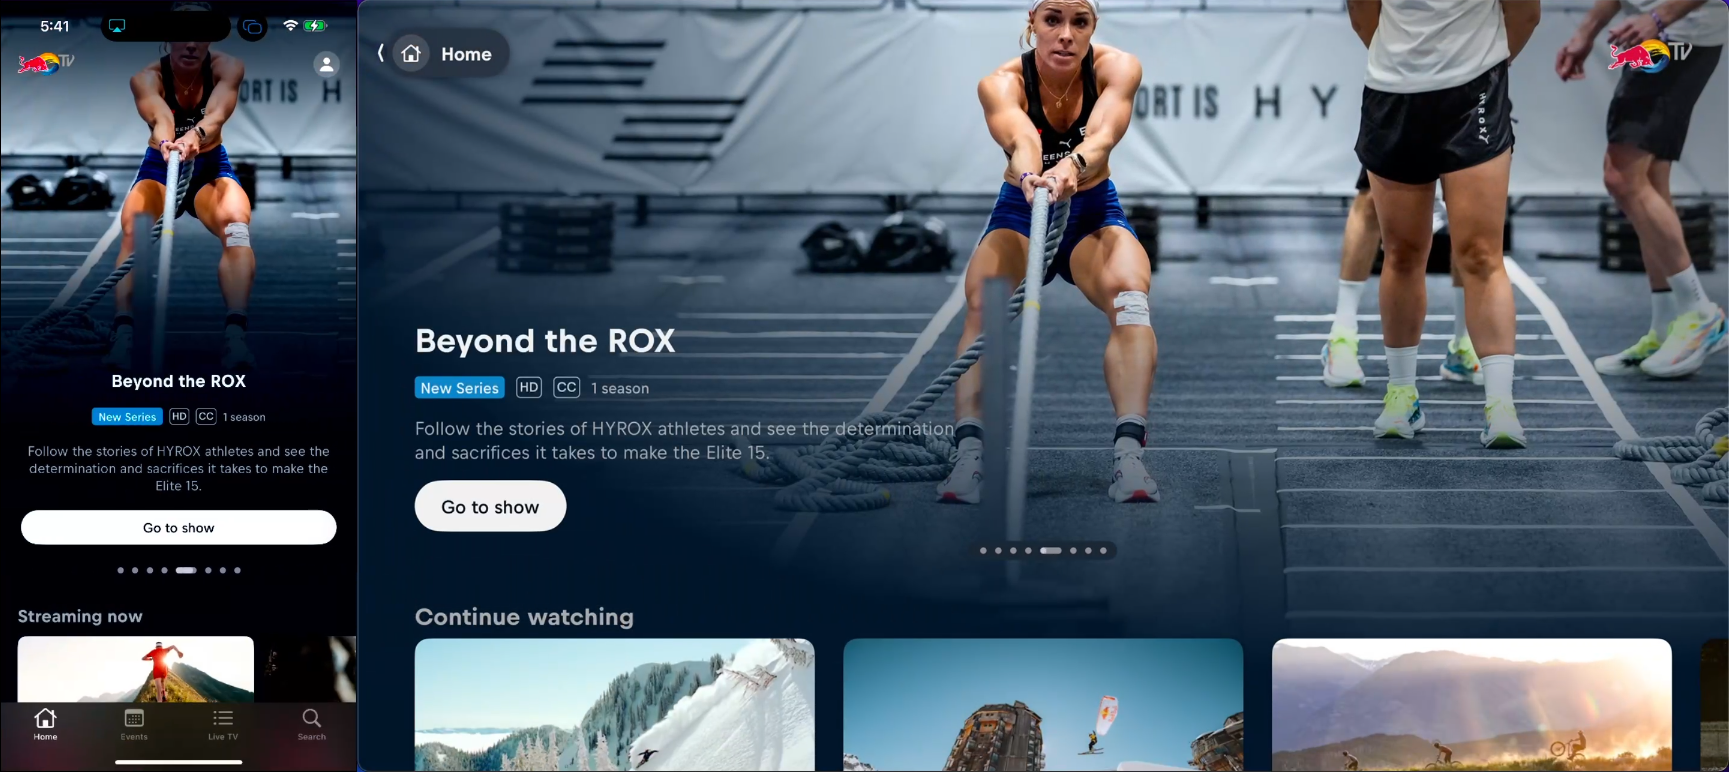 5:41
TV
ORT IS H
Beyond the ROX
New Series HD CC 1 season
Follow the stories of HYROX athletes and see the
determination and sacrifices it takes to make the
Elite 15.
Go to show
Streaming now
Home Events Live TV Search
Home
TV
ORT IS H Y
HYROX
Beyond the ROX
New Series HD CC 1 season
Follow the stories of HYROX athletes and see the determination
and sacrifices it takes to make the Elite 15.
Go to show
Continue watching